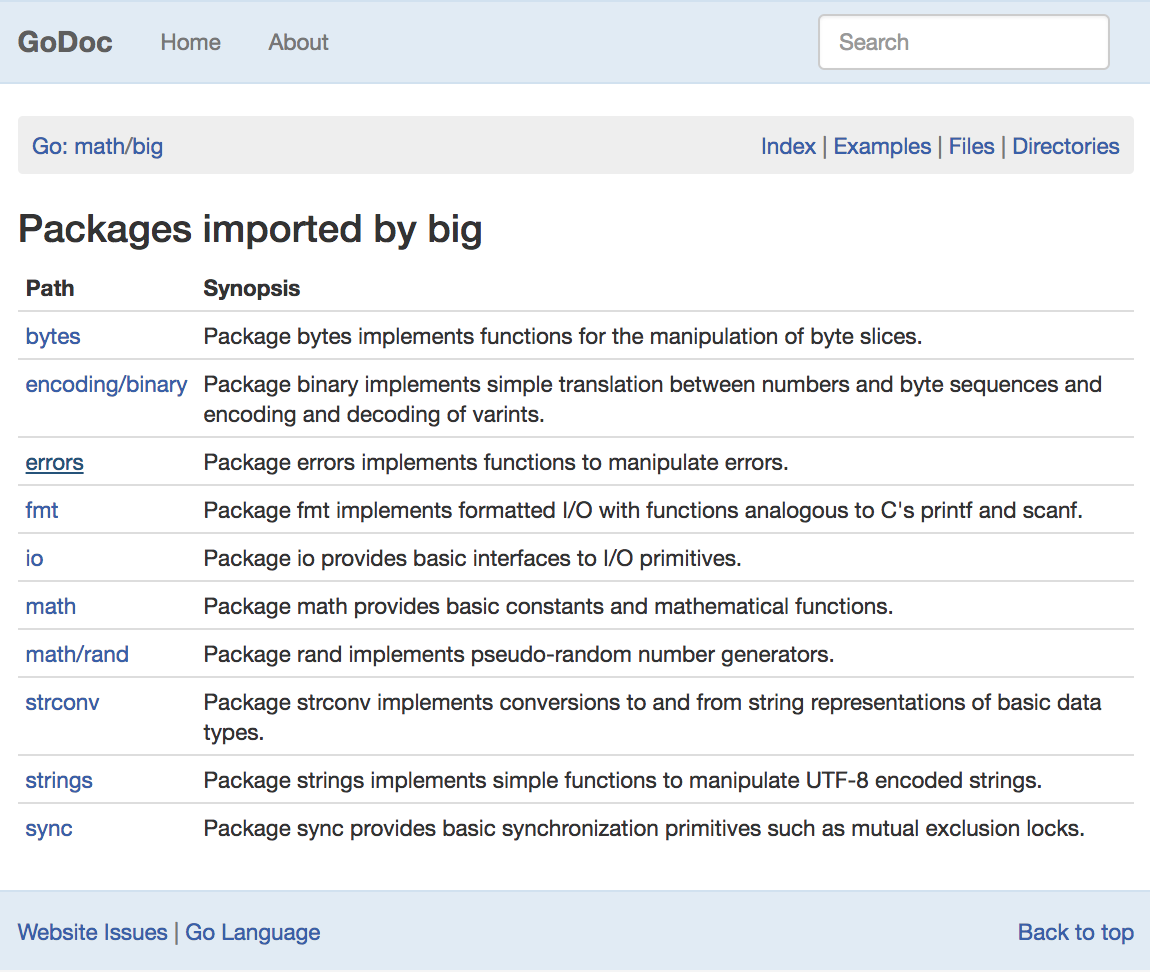 GoDoc Home About Search
Go: math/big Index | Examples | Files | Directories
Packages imported by big
Path Synopsis
bytes Package bytes implements functions for the manipulation of byte slices.
encoding/binary Package binary implements simple translation between numbers and byte sequences and
encoding and decoding of varints.
errors Package errors implements functions to manipulate errors.
fmt Package fmt implements formatted I/O with functions analogous to C's printf and scanf.
io Package io provides basic interfaces to I/O primitives.
math Package math provides basic constants and mathematical functions.
math/rand Package rand implements pseudo-random number generators.
strconv Package strconv implements conversions to and from string representations of basic data
types.
strings Package strings implements simple functions to manipulate UTF-8 encoded strings.
sync Package sync provides basic synchronization primitives such as mutual exclusion locks.
Website Issues | Go Language Back to top